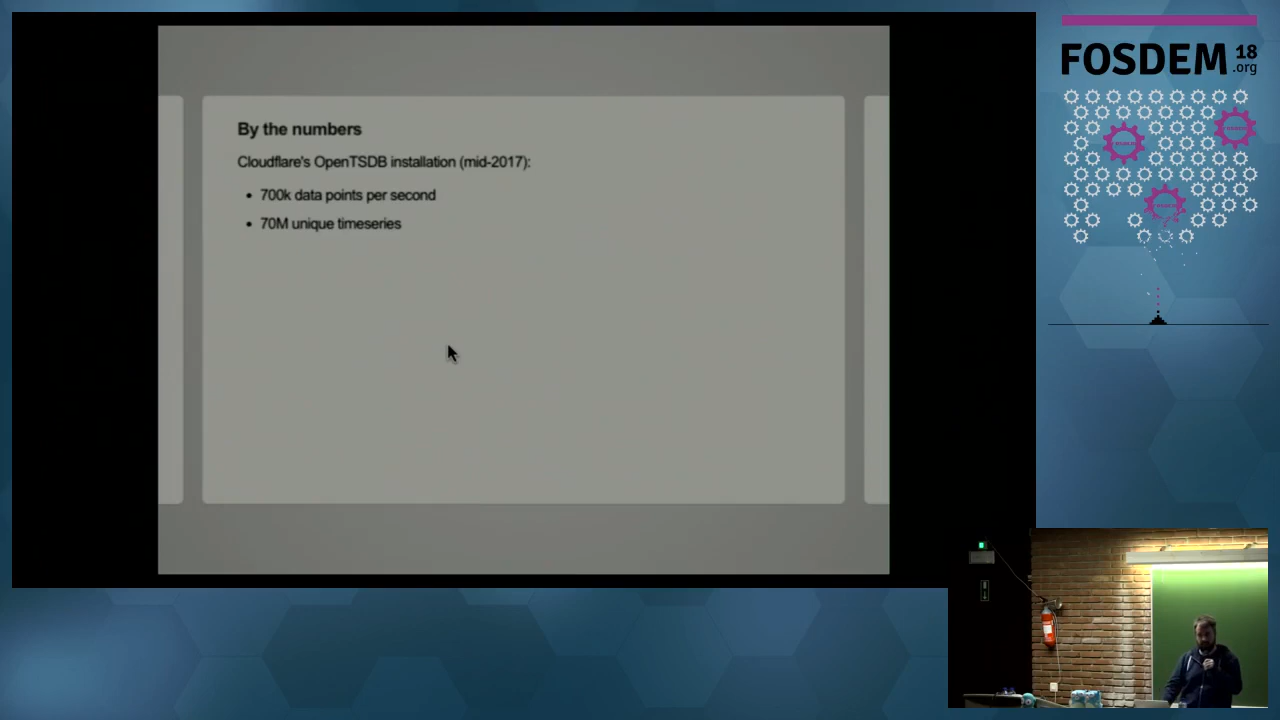 By the numbers
Cloudflare's OpenTSDB installation (mid-2017):
• 700k data points per second
• 70M unique timeseries
FOSDEM 18
.org